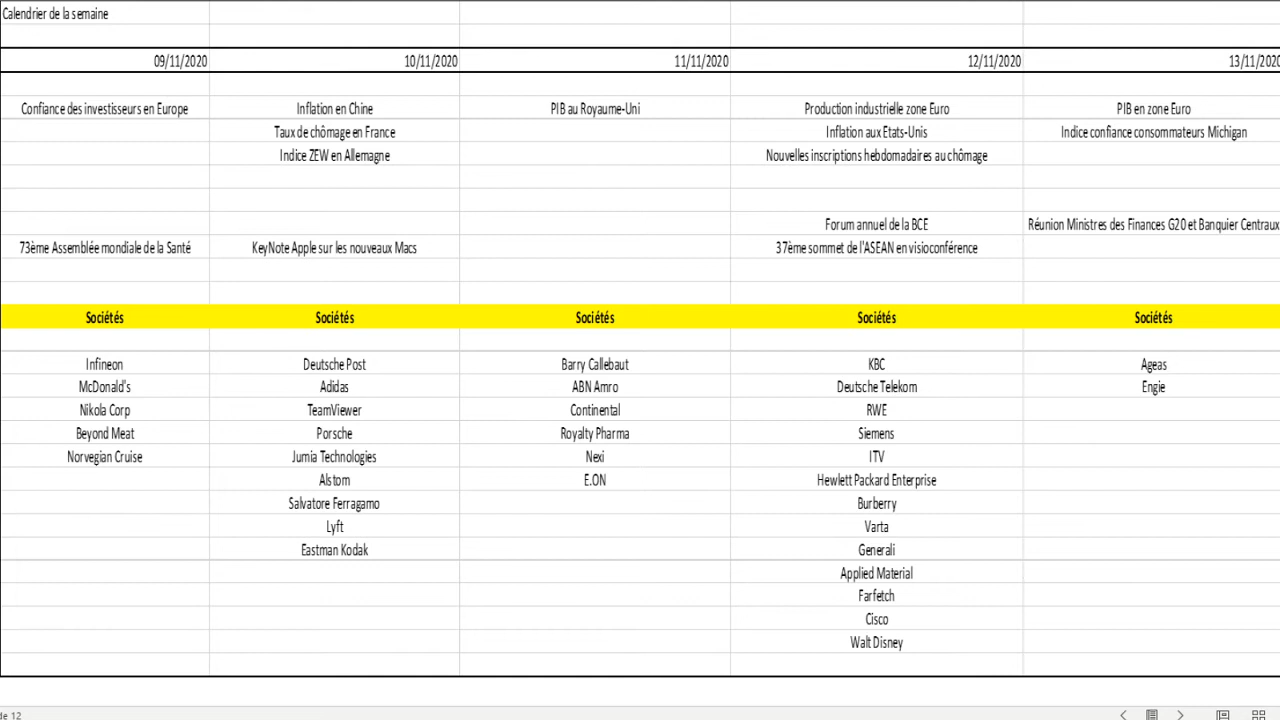 Calendrier de la semaine
09/11/2020 10/11/2020 11/11/2020 12/11/2020 13/11/2020
Confiance des investisseurs en Europe Inflation en Chine PIB au Royaume-Uni Production industrielle zone Euro PIB en zone Euro
Taux de chômage en France Inflation aux Etats-Unis Indice confiance consommateurs Michigan
Indice ZEW en Allemagne Nouvelles inscriptions hebdomadaires au chômage
Forum annuel de la BCE Réunion Ministres des Finances G20 et Banquier Centraux
73ème Assemblée mondiale de la Santé KeyNote Apple sur les nouveaux Macs 37ème sommet de l'ASEAN en visioconférence
Sociétés Sociétés Sociétés Sociétés Sociétés
Infineon Deutsche Post Barry Callebaut KBC Ageas
McDonald's Adidas ABN Amro Deutsche Telekom Engie
Nikola Corp TeamViewer Continental RWE
Beyond Meat Porsche Royalty Pharma Siemens
Norvegian Cruise Jumia Technologies Nexi ITV
Alstom E.ON Hewlett Packard Enterprise
Salvatore Ferragamo Burberry
Lyft Varta
Eastman Kodak Generali
Applied Material
Farfetch
Cisco
Walt Disney
de 12